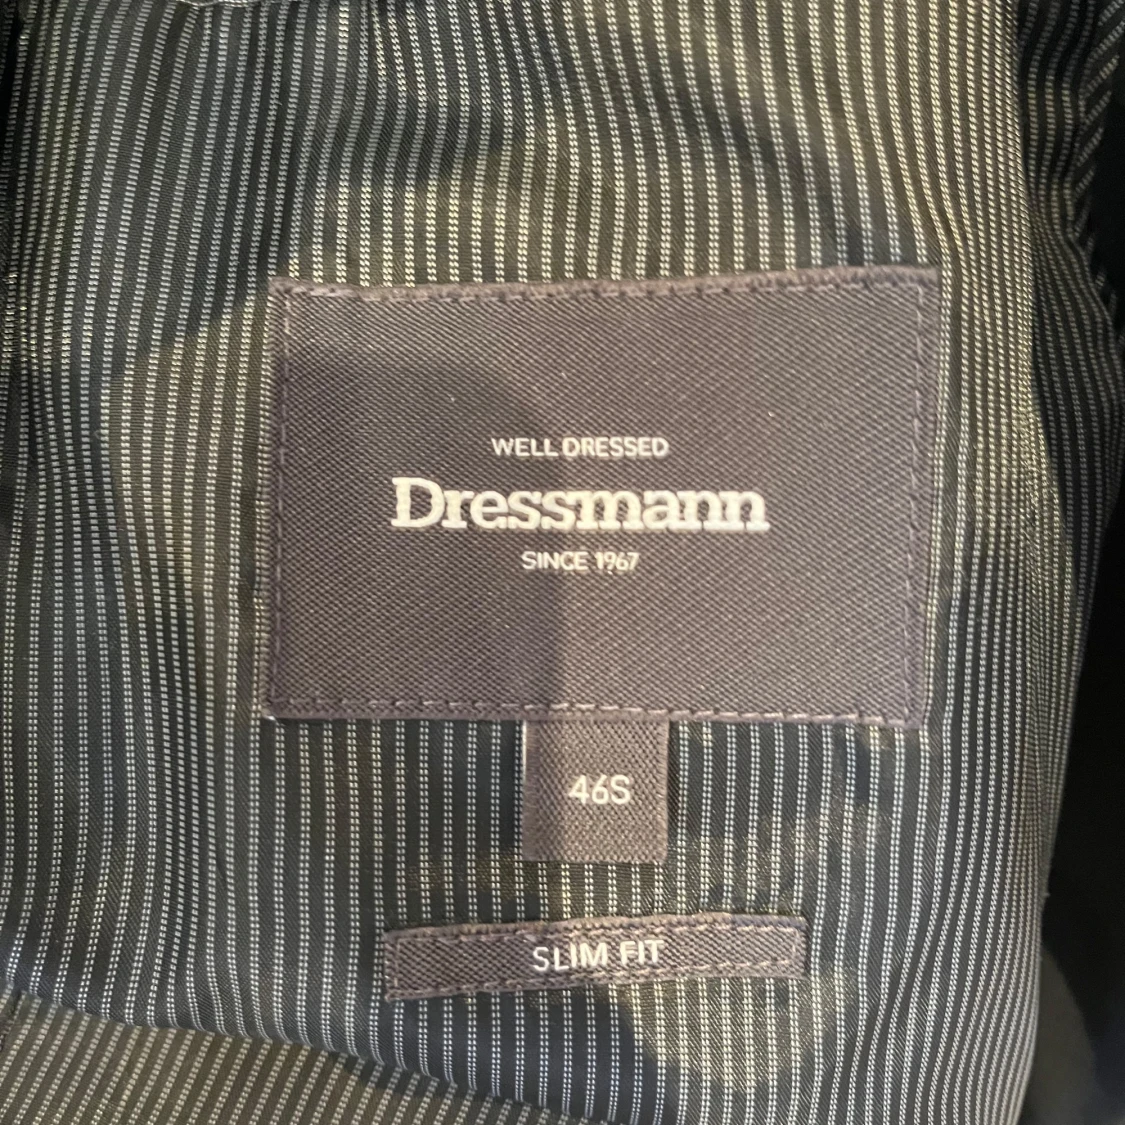 WELL DRESSED
Dressmann
SINCE 1967
46S
SLIM FIT